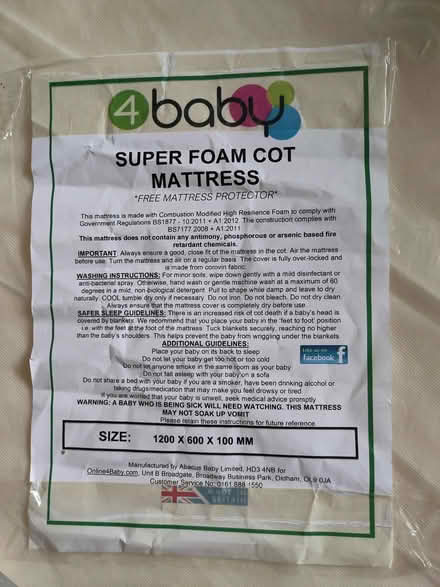 4baby
SUPER FOAM COT
MATTRESS
*FREE MATTRESS PROTECTOR*
This mattress is made with Combustion Modified High Resilience Foam to comply with
Government Regulations BS1877 - 10:2011 + A1:2012. The construction complies with
BS7177:2008 + A1:2011
This mattress does not contain any antimony, phosphorous or arsenic based fire
retardant chemicals.
IMPORTANT: Always ensure a good, close fit of the mattress in the cot. Air the mattress
before use. Turn the mattress and air on a regular basis. The cover is fully over-locked and
is made from corovin fabric.
WASHING INSTRUCTIONS: For minor soils, wipe down gently with a mild disinfectant or
anti-bacterial spray. Otherwise, hand wash or gentle machine wash at a maximum of 60
degrees in a mild, non-biological detergent. Pull to shape while damp and leave to dry
naturally. COOL tumble dry only if necessary. Do not iron. Do not bleach. Do not dry clean.
Always ensure that the mattress cover is completely dry before use.
SAFER SLEEP GUIDELINES: There is an increased risk of cot death if a baby's head is
covered by blankets. We recommend that you place your baby in the 'feet to foot' position
i.e. with the feet at the foot of the mattress. Tuck blankets securely, reaching no higher
than the baby's shoulders. This helps prevent the baby from wriggling under the blankets.
ADDITIONAL GUIDELINES:
Place your baby on its back to sleep
Do not let your baby get too hot or too cold
Do not let anyone smoke in the same room as your baby
Do not fall asleep with your baby on a sofa
Do not share a bed with your baby if you are a smoker, have been drinking alcohol or
taking drugs/medication that may make you feel drowsy or tired
If you are worried that your baby is unwell, seek medical advice promptly
WARNING: A BABY WHO IS BEING SICK WILL NEED WATCHING. THIS MATTRESS
MAY NOT SOAK UP VOMIT
Please retain these instructions for future reference.
facebook f
SIZE: 1200 X 600 X 100 MM
Manufactured by Abacus Baby Limited, HD3 4NB for
Online4Baby.com, Unit B Broadgate, Broadway Business Park, Oldham, OL9 0JA
Customer Service No: 0161 888 1550
MADE IN
BRITAIN